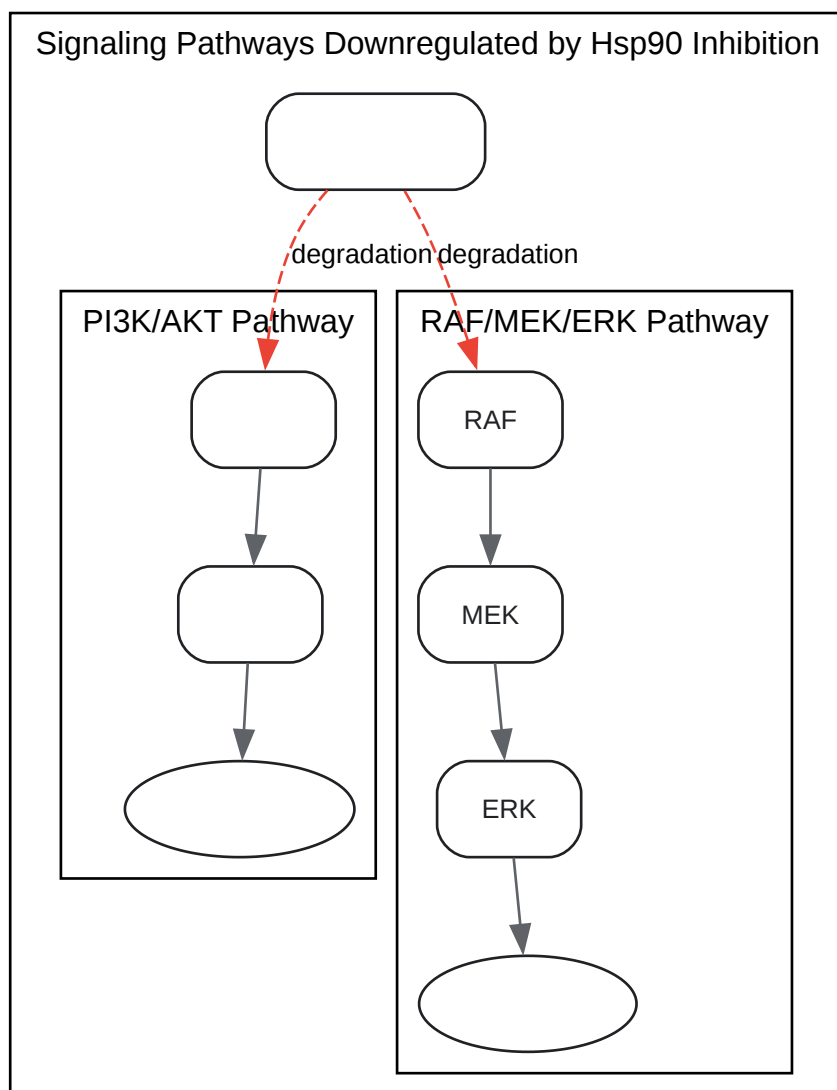 Signaling Pathways Downregulated by Hsp90 Inhibition
degradation
degradation
PI3K/AKT Pathway
RAF/MEK/ERK Pathway
RAF
MEK
ERK